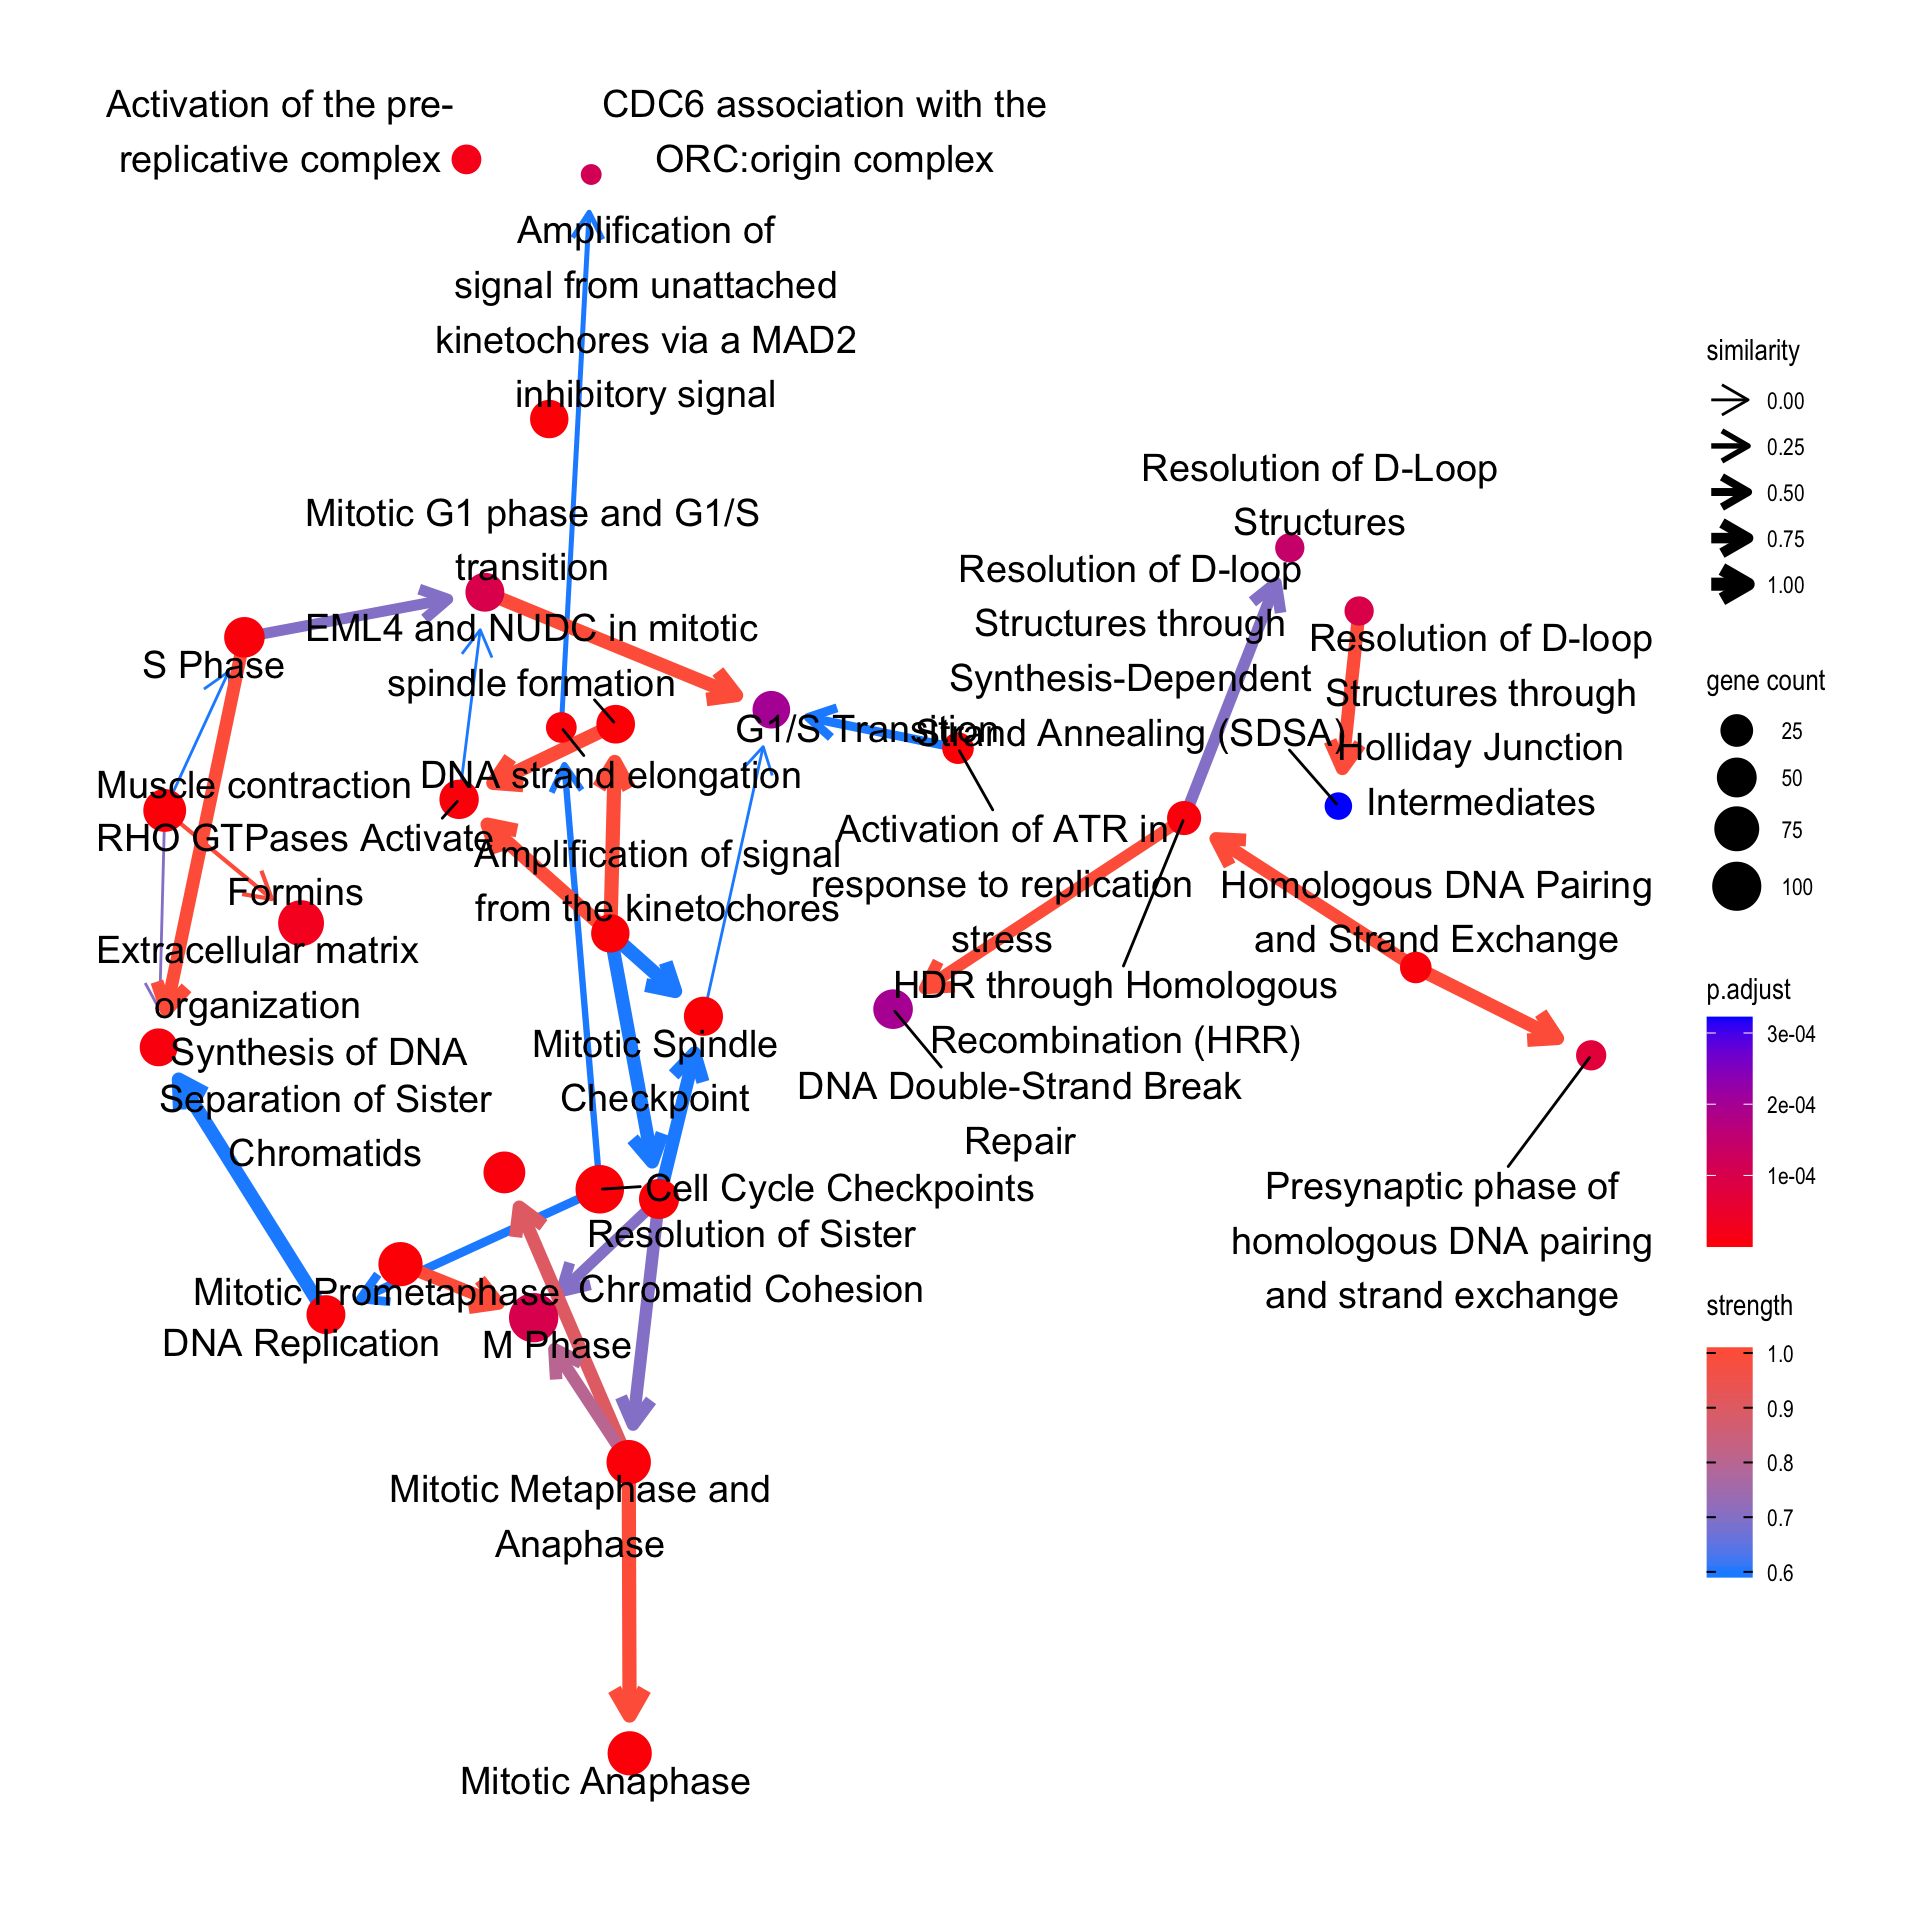 Activation of the pre-
replicative complex
CDC6 association with the
ORC:origin complex
Amplification of
signal from unattached
kinetochores via a MAD2
inhibitory signal
Mitotic G1 phase and G1/S
transition
EML4 and NUDC in mitotic
spindle formation
S Phase
G1/S Transition
DNA strand elongation
Muscle contraction
RHO GTPases Activate
Formins
Amplification of signal
from the kinetochores
Extracellular matrix
organization
Synthesis of DNA
Separation of Sister
Chromatids
Mitotic Spindle
Checkpoint
Cell Cycle Checkpoints
Resolution of Sister
Chromatid Cohesion
Mitotic Prometaphase
DNA Replication
M Phase
Mitotic Metaphase and
Anaphase
Mitotic Anaphase
Resolution of D-Loop
Structures
Resolution of D-loop
Structures through
Synthesis-Dependent
Strand Annealing (SDSA)
Resolution of D-loop
Structures through
Holliday Junction
Intermediates
Activation of ATR in
response to replication
stress
Homologous DNA Pairing
and Strand Exchange
HDR through Homologous
Recombination (HRR)
DNA Double-Strand Break
Repair
Presynaptic phase of
homologous DNA pairing
and strand exchange
similarity
0.00
0.25
0.50
0.75
1.00
gene count
25
50
75
100
p.adjust
3e-04
2e-04
1e-04
strength
1.0
0.9
0.8
0.7
0.6